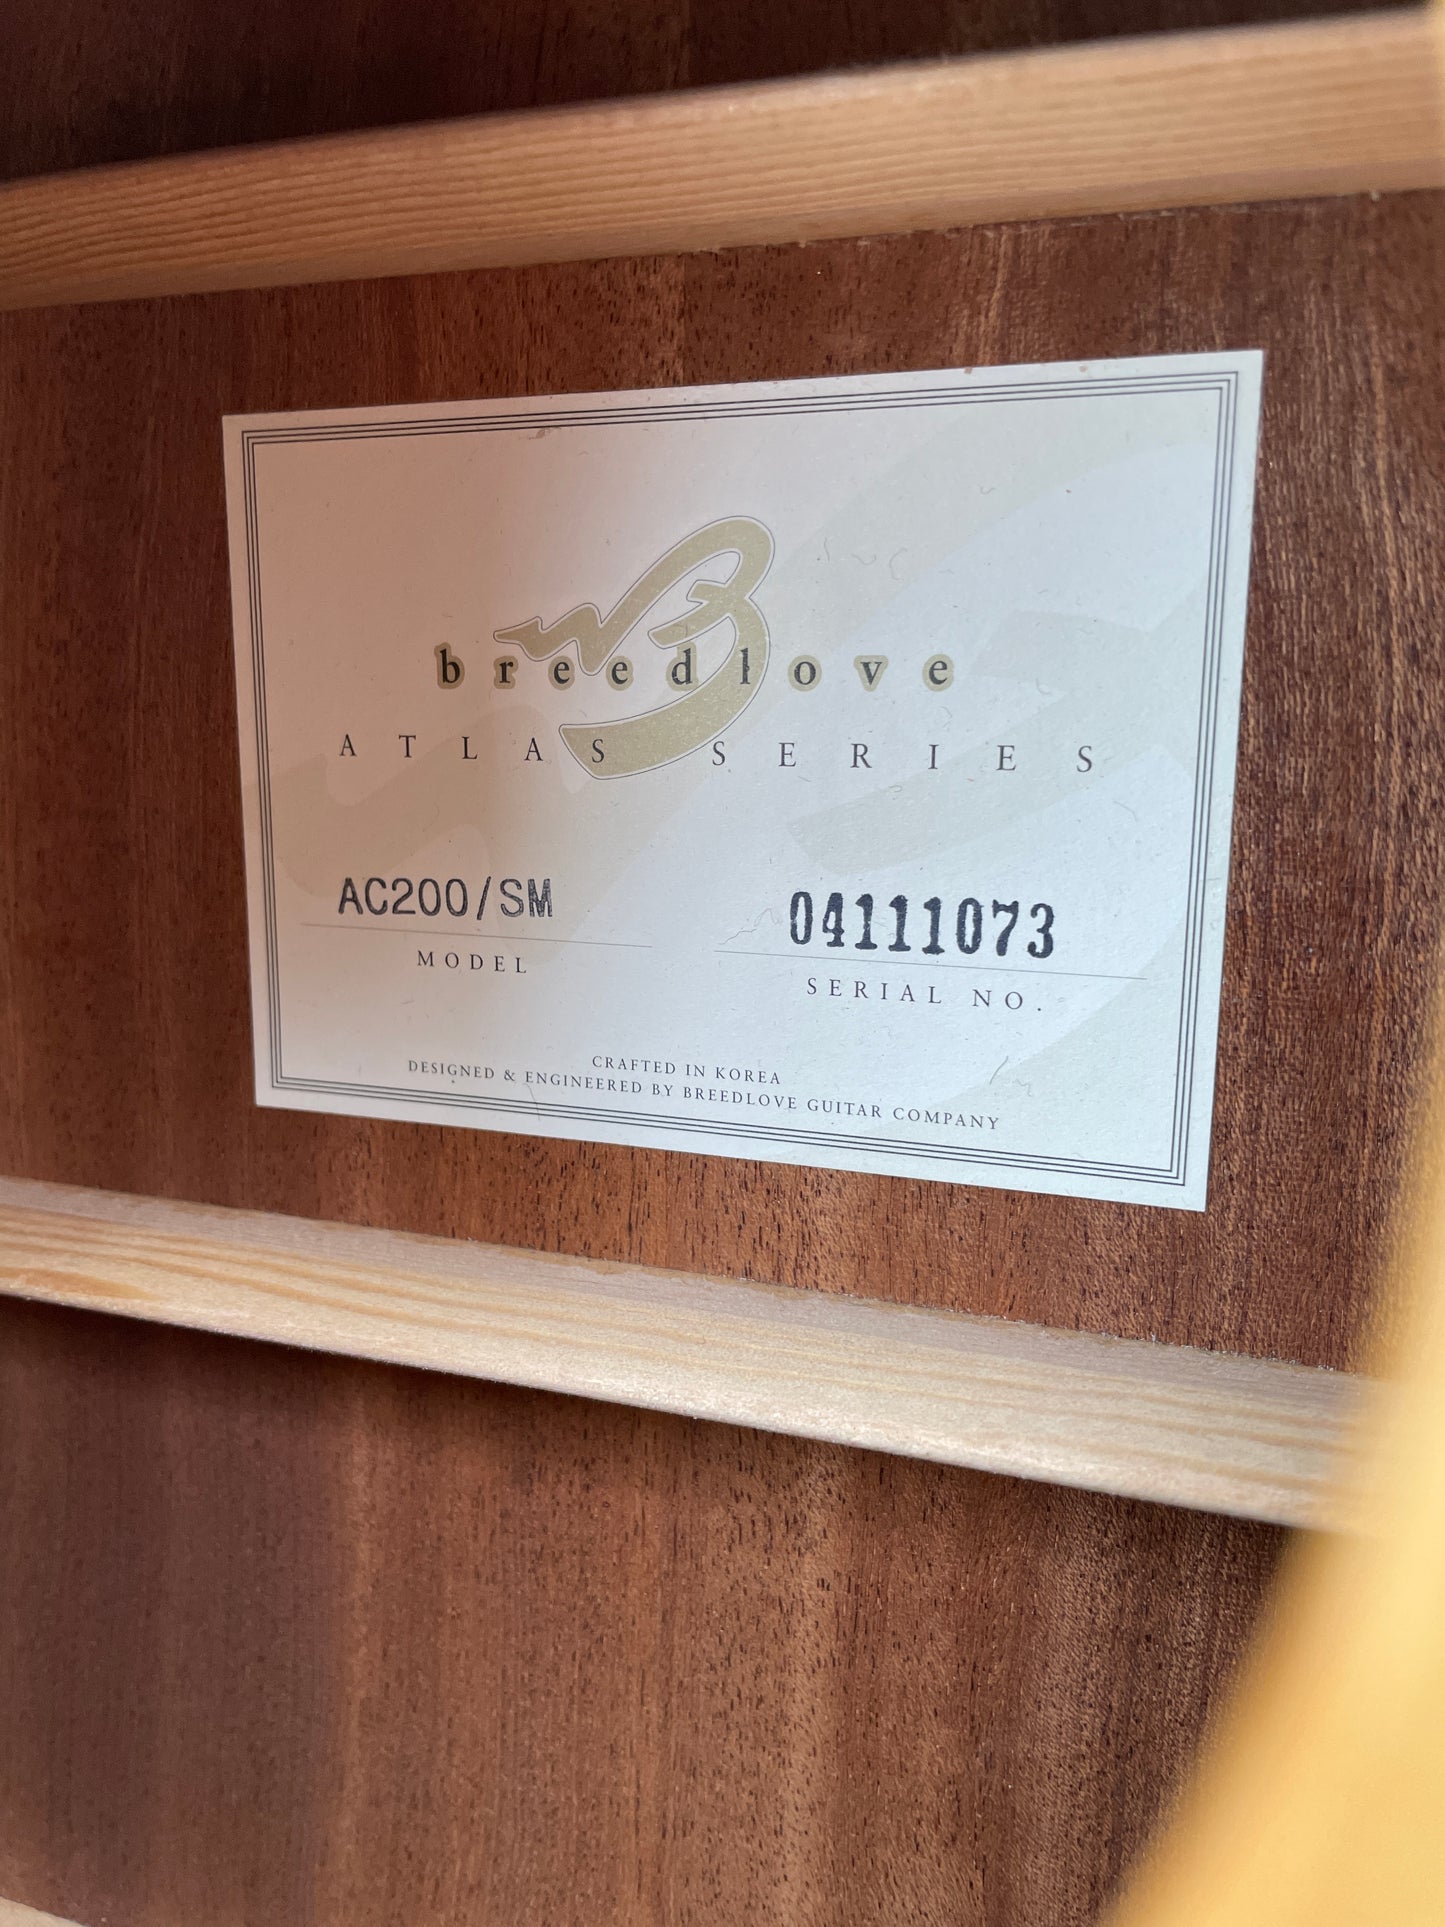 breedlove
ATLAS SERIES
AC200/SM 04111073
MODEL SERIAL NO.
CRAFTED IN KOREA
DESIGNED & ENGINEERED BY BREEDLOVE GUITAR COMPANY